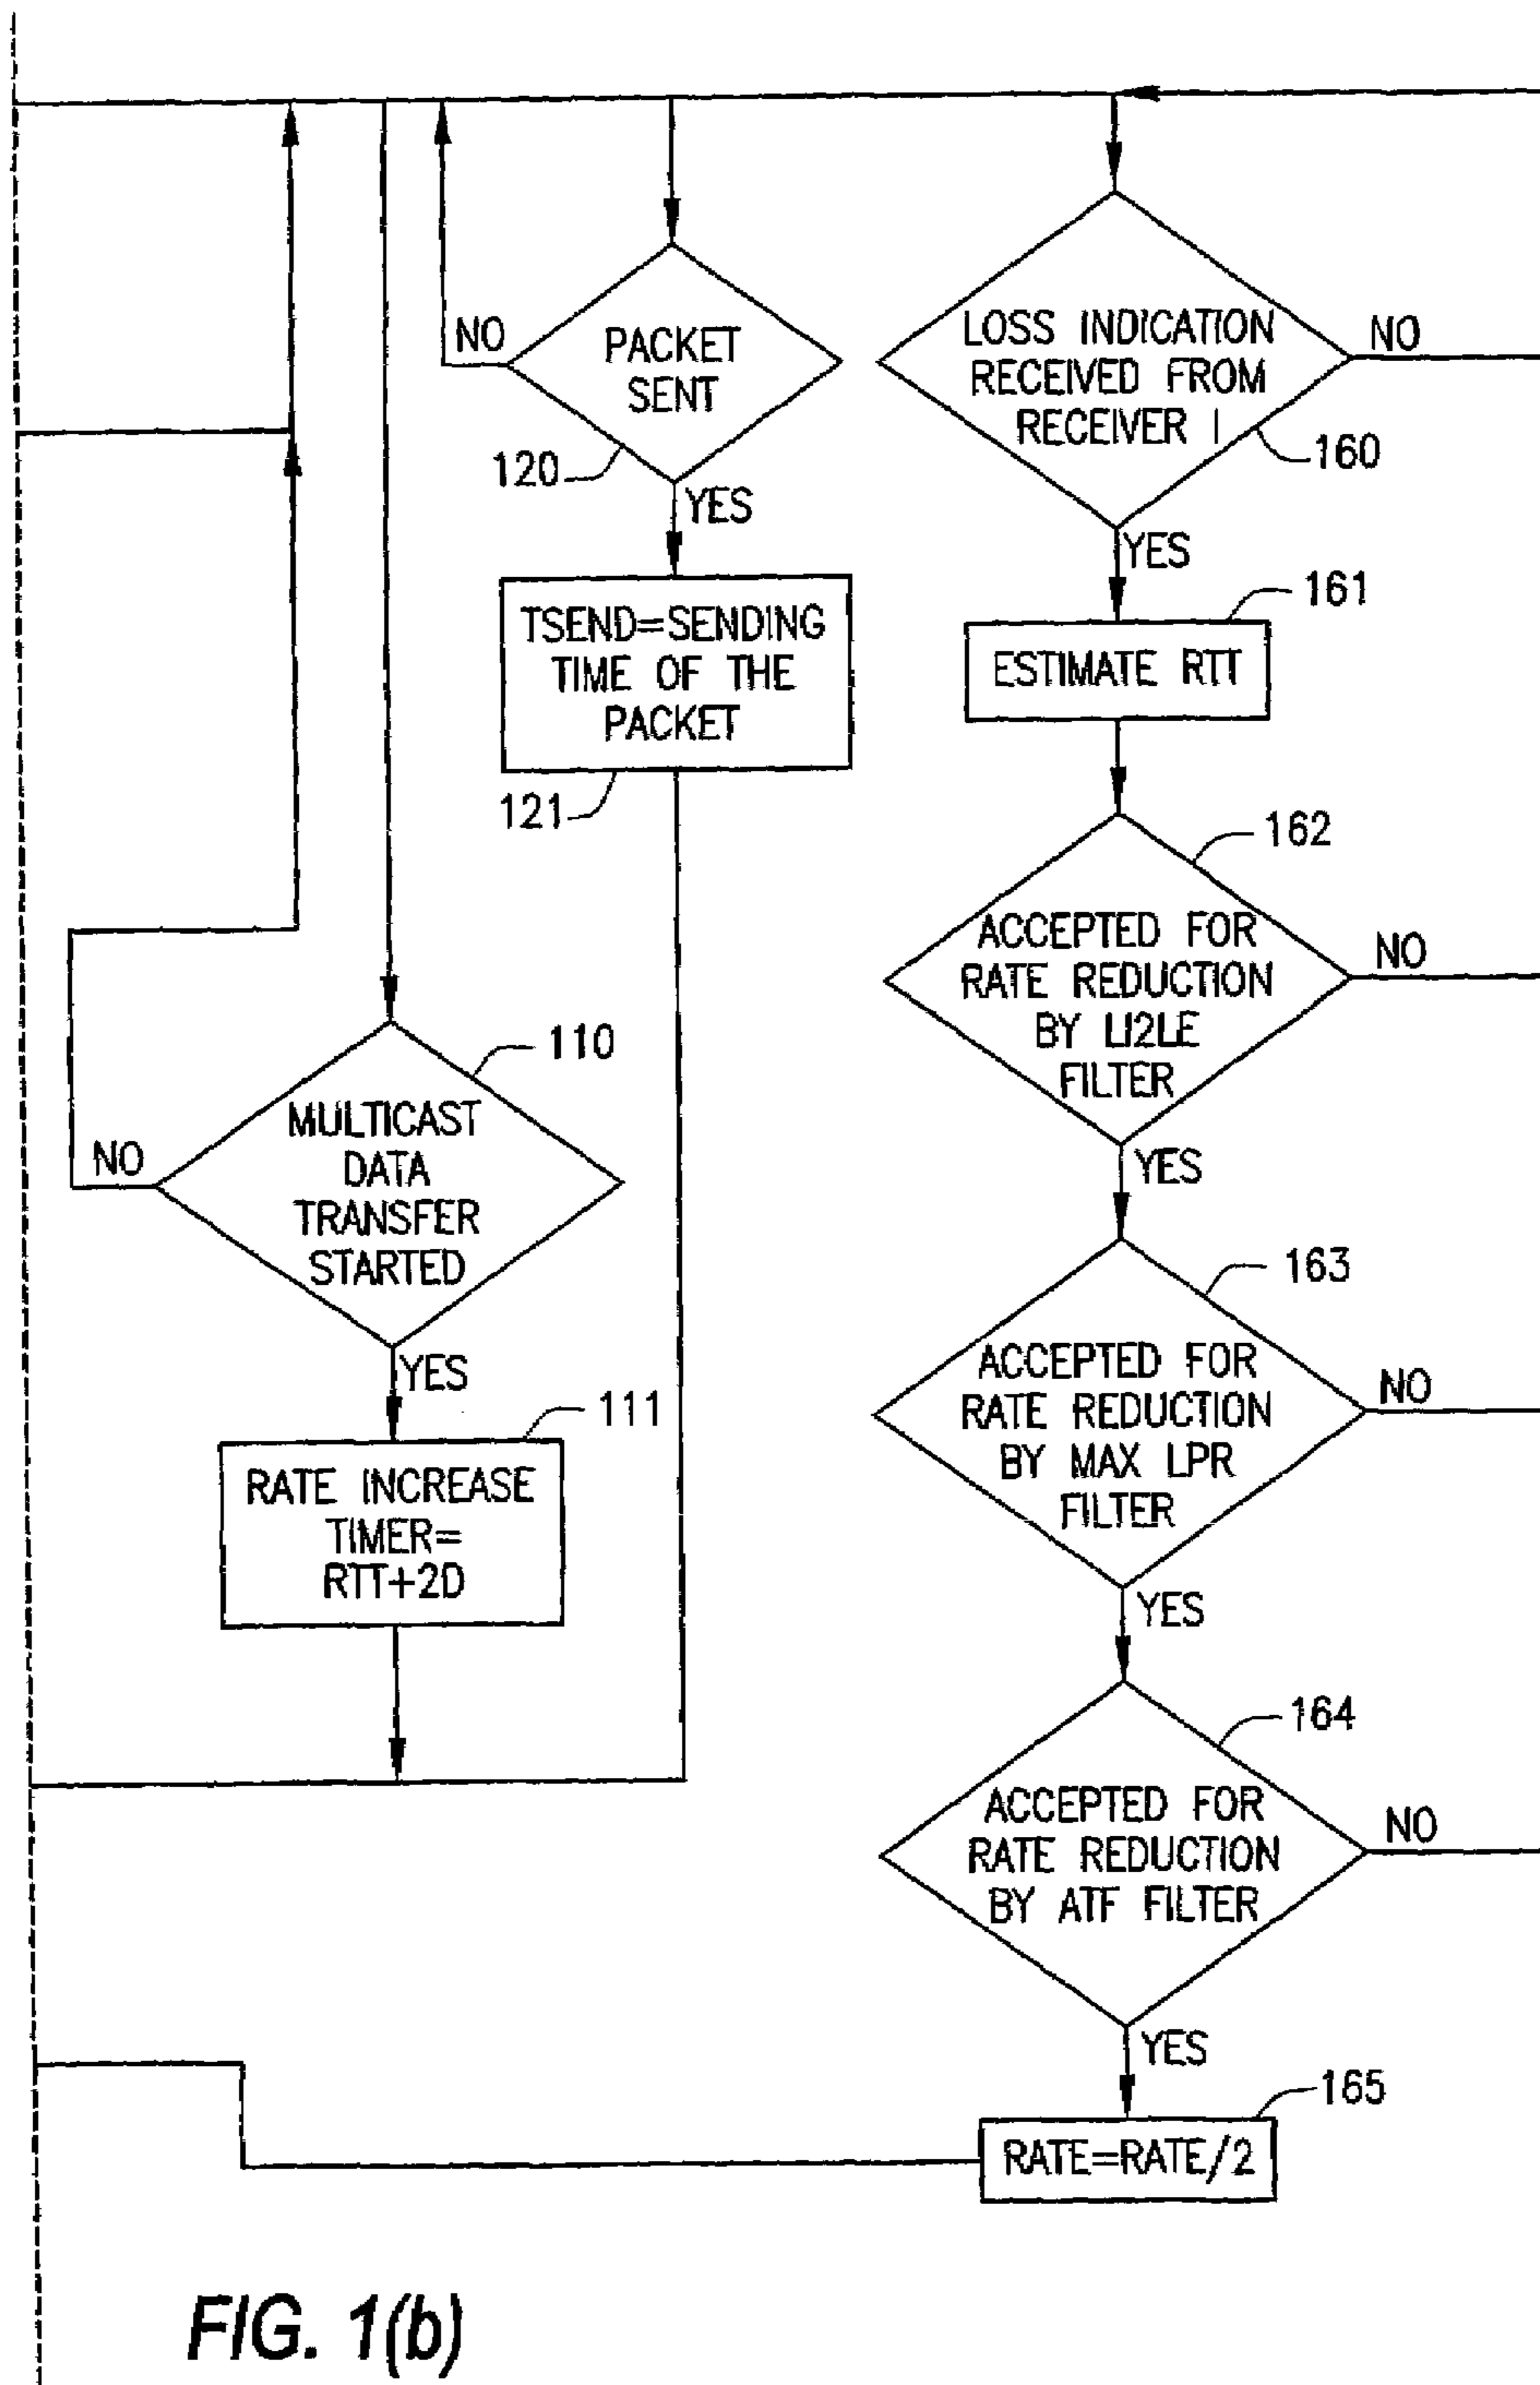 NO
PACKET
SENT
120
YES
TSEND=SENDING
TIME OF THE
PACKET
121
LOSS INDICATION
RECEIVED FROM
RECEIVER I
NO
160
YES
161
ESTIMATE RTT
162
ACCEPTED FOR
RATE REDUCTION
BY LI2LE
FILTER
NO
YES
110
MULTICAST
DATA
TRANSFER
STARTED
NO
YES
111
RATE INCREASE
TIMER=
RTT+2D
163
ACCEPTED FOR
RATE REDUCTION
BY MAX LPR
FILTER
NO
YES
164
ACCEPTED FOR
RATE REDUCTION
BY ATF FILTER
NO
YES
165
RATE=RATE/2
FIG. 1(b)